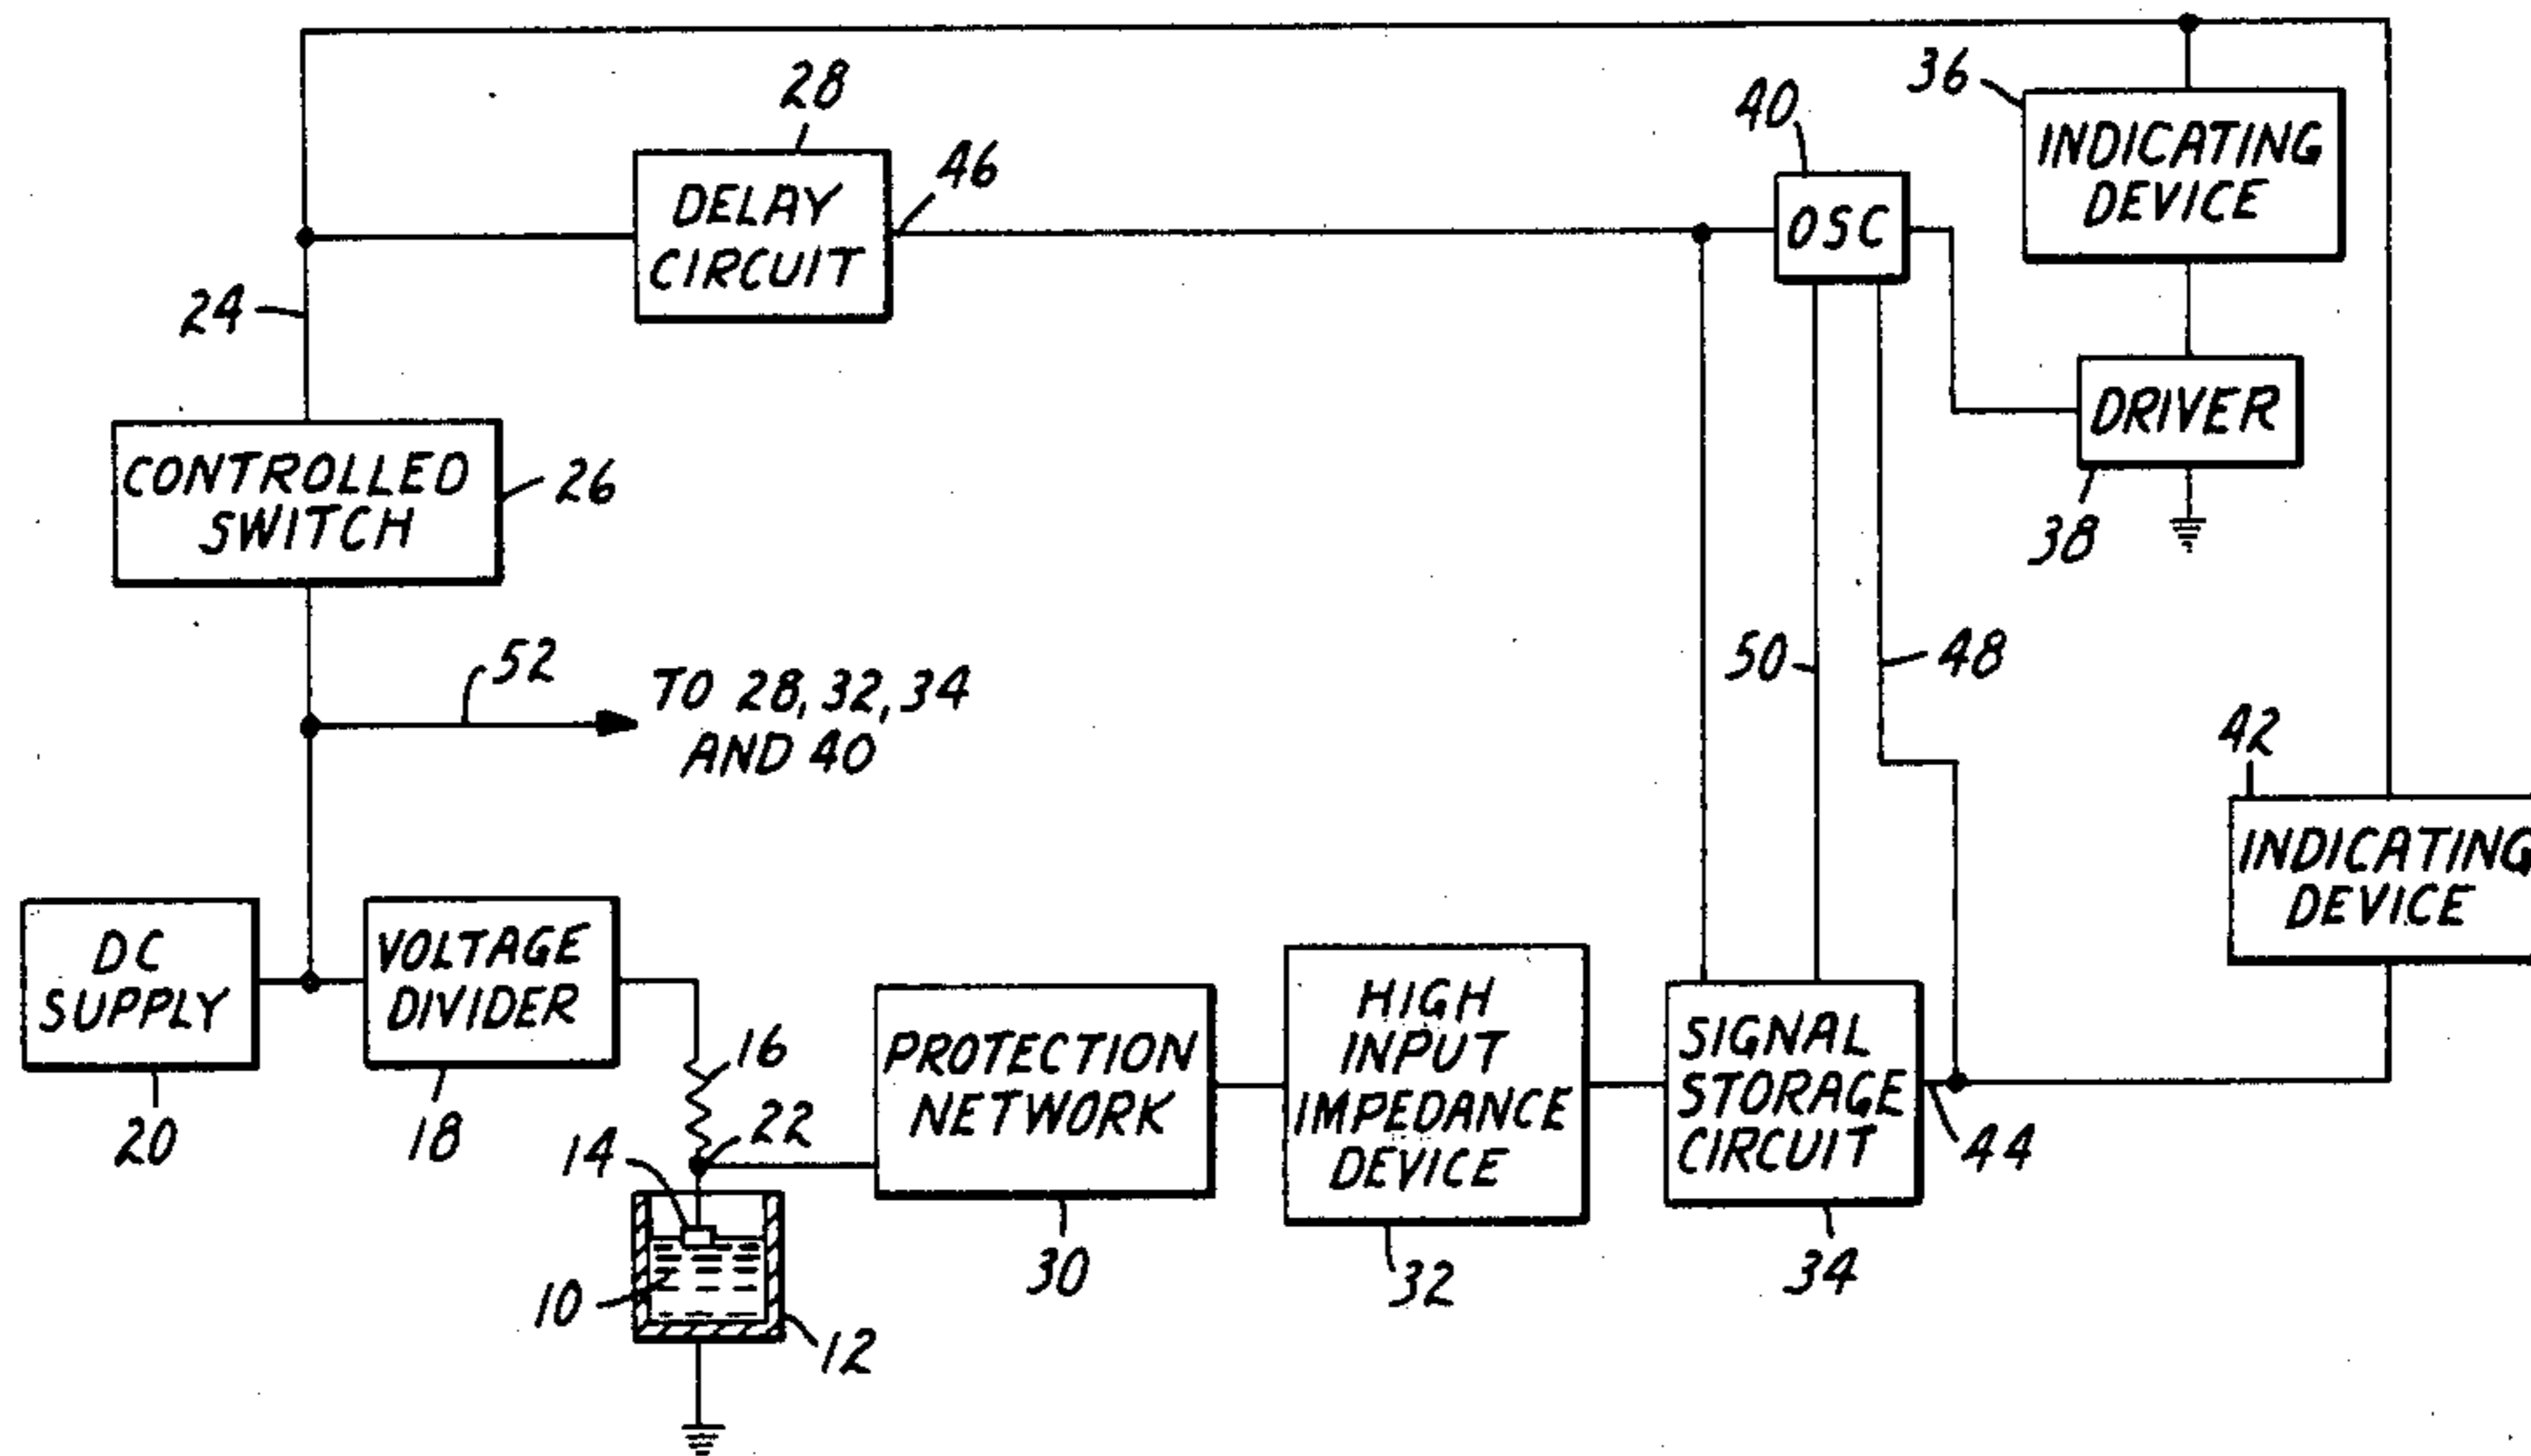 28
36
40
46
INDICATING
DEVICE
DELAY
CIRCUIT
OSC
24
DRIVER
CONTROLLED
SWITCH
26
38
52
TO 28, 32, 34
AND 40
50
48
42
INDICATING
DEVICE
DC
SUPPLY
VOLTAGE
DIVIDER
16
22
14
PROTECTION
NETWORK
HIGH
INPUT
IMPEDANCE
DEVICE
SIGNAL
STORAGE
CIRCUIT
44
20
18
10
12
30
32
34